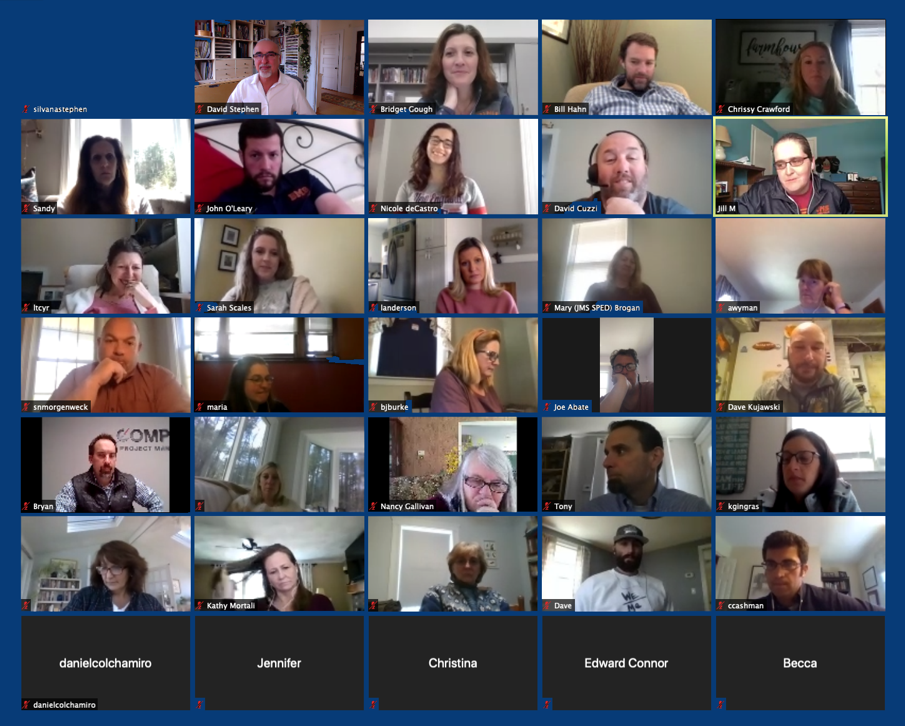 silvanastephen
David Stephen
Bridget Gough
Bill Hahn
farmhouse
Chrissy Crawford
Sandy
John O'Leary
Nicole deCastro
David Cuzzi
Jill M
ltcyr
Sarah Scales
landerson
Mary (JMS SPED) Brogan
awyman
snmorgenweck
maria
bjburke
Joe Abate
Dave Kujawski
COMP
PROJECT MAN
Bryan
Nancy Gallivan
Tony
kgingras
Kathy Mortali
Dave
ccashman
danielcolchamiro
danielcolchamiro
Jennifer
Christina
Edward Connor
Becca